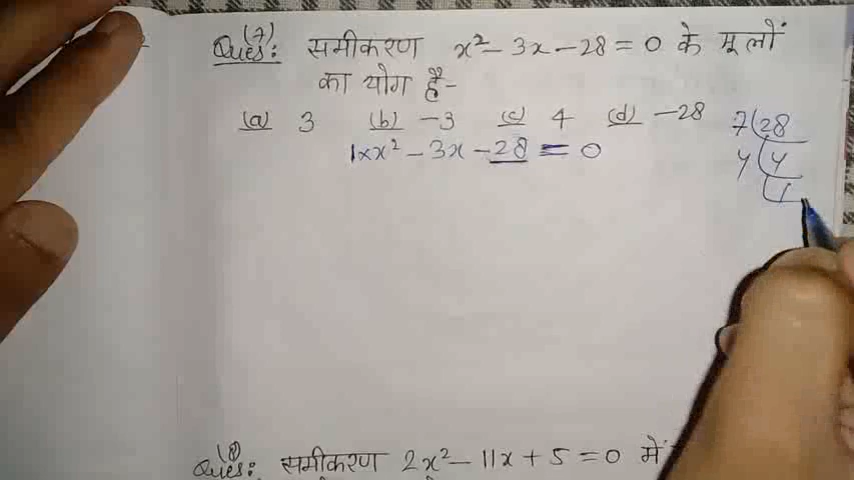 (7)
Ques: समीकरण x² - 3x - 28 = 0 के मूलों
का योग है-
(a) 3 (b) -3 (c) 4 (d) -28
1×x² - 3x - 28 = 0
7 28
4 4
1
(8)
Ques: समीकरण 2x² - 11x + 5 = 0 में